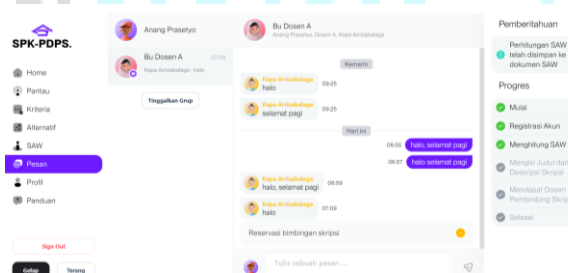 SPK-PDPS.
Home
Pantau
Kriteria
Alternatif
SAW
Pesan
Profil
Panduan
Sign Out
Gelap
Terang
Anang Prasetyo
Bu Dosen A
07:09
Kepa Arrizabalaga : halo
Tinggalkan Grup
Bu Dosen A
Anang Prasetyo, Dosen A, Kepa Arrizabalaga
Kemarin
Kepa Arrizabalaga
halo
09:25
Kepa Arrizabalaga
selamat pagi
09:25
Hari ini
06:55
halo, selamat pagi
06:57
halo selamat pagi
Kepa Arrizabalaga
halo, selamat pagi
06:59
Kepa Arrizabalaga
halo
07:09
Reservasi bimbingan skripsi
Tulis sebuah pesan ...
Pemberitahuan
Perhitungan SAW
telah disimpan ke
dokumen SAW
Progres
Mulai
Registrasi Akun
Menghitung SAW
Mengisi Judul dan
Deskripsi Skripsi
Mendapat Dosen
Pembimbing Skrip
Selesai